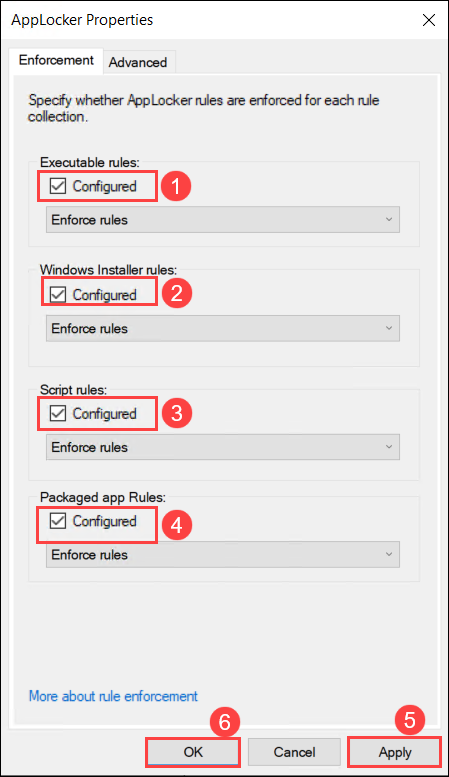 AppLocker Properties
Enforcement
Advanced
Specify whether AppLocker rules are enforced for each rule
collection.
Executable rules:
Configured
1
Enforce rules
Windows Installer rules:
Configured
2
Enforce rules
Script rules:
Configured
3
Enforce rules
Packaged app Rules:
Configured
4
Enforce rules
More about rule enforcement
6
5
OK
Cancel
Apply